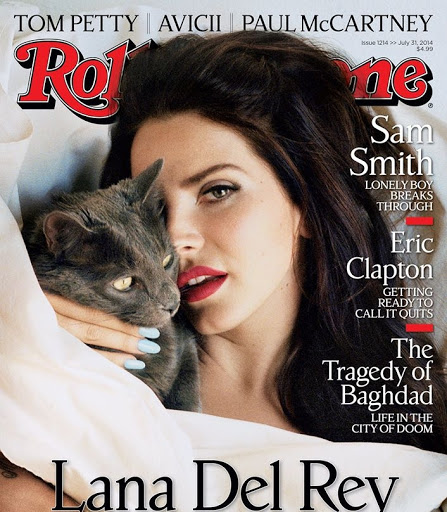 TOM PETTY | AVICII | PAUL McCARTNEY
Issue 1214 >> July 31, 2014
$4.99
Roll one
Sam
Smith
LONELY BOY
BREAKS
THROUGH
Eric
Clapton
GETTING
READY TO
CALL IT QUITS
The
Tragedy of
Baghdad
LIFE IN THE
CITY OF DOOM
Lana Del Rey